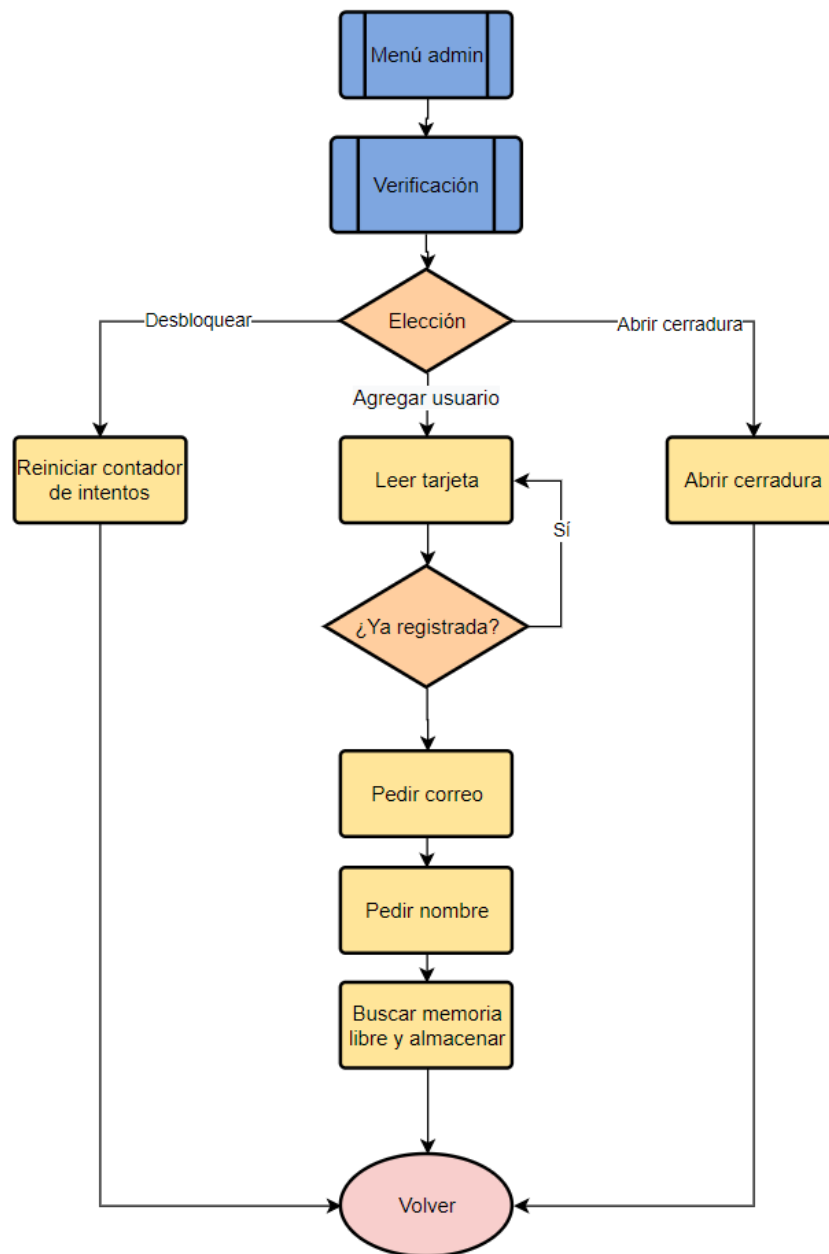 Menú admin
Verificación
Elección
Desbloquear
Abrir cerradura
Agregar usuario
Reiniciar contador
de intentos
Leer tarjeta
Abrir cerradura
Sí
¿Ya registrada?
Pedir correo
Pedir nombre
Buscar memoria
libre y almacenar
Volver